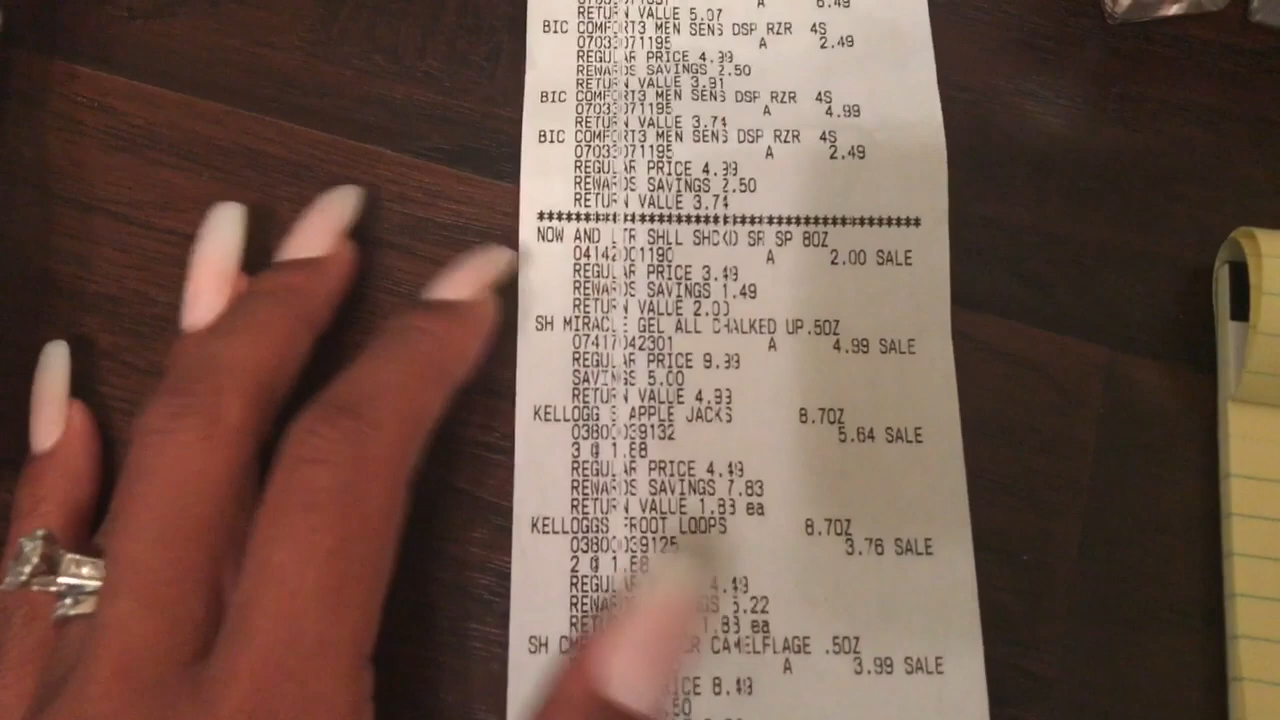 A 6.49
RETURN VALUE 5.07
BIC COMFORT3 MEN SENS DSP RZR 4S
07033071195 A 2.49
REGULAR PRICE 4.99
REWARDS SAVINGS 2.50
RETURN VALUE 3.91
BIC COMFORT3 MEN SENS DSP RZR 4S
07033071195 A 4.99
RETURN VALUE 3.74
BIC COMFORT3 MEN SENS DSP RZR 4S
07033071195 A 2.49
REGULAR PRICE 4.99
REWARDS SAVINGS 2.50
RETURN VALUE 3.74
****************************************
NOW AND LTR SHLL SHCKD SR SP 8OZ
04142001190 A 2.00 SALE
REGULAR PRICE 3.49
REWARDS SAVINGS 1.49
RETURN VALUE 2.00
SH MIRACLE GEL ALL CHALKED UP.5OZ
07417042301 A 4.99 SALE
REGULAR PRICE 9.99
SAVINGS 5.00
RETURN VALUE 4.99
KELLOGG S APPLE JACKS 8.7OZ
03800039132 5.64 SALE
3 @ 1.88
REGULAR PRICE 4.49
REWARDS SAVINGS 7.83
RETURN VALUE 1.83 ea
KELLOGGS FROOT LOOPS 8.7OZ
03800039125 3.76 SALE
2 @ 1.88
REGULAR 4.49
5.22
1.83 ea
SH CAMELFLAGE .5OZ
A 3.99 SALE
8.49